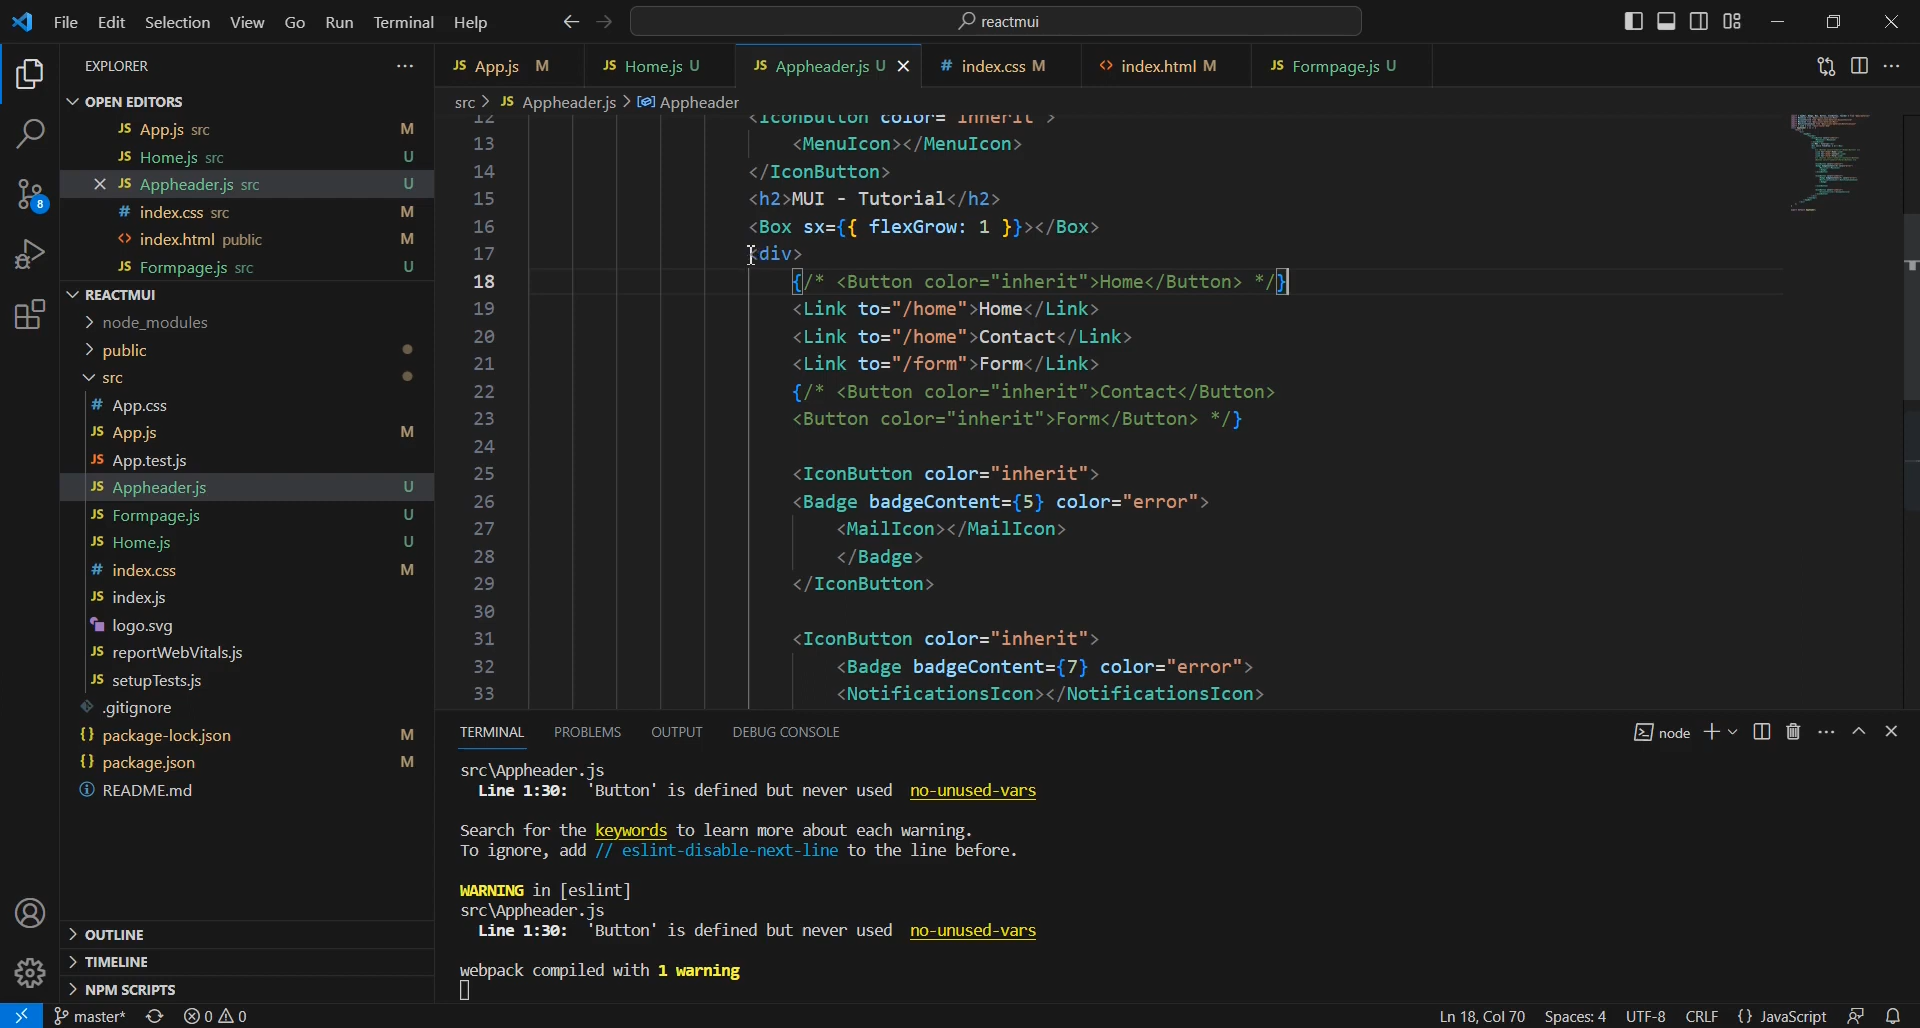 File Edit Selection View Go Run Terminal Help
reactmui
EXPLORER
OPEN EDITORS
JS App.js src M
JS Home.js src U
JS Appheader.js src U
# index.css src M
<> index.html public M
JS Formpage.js src U
REACTMUI
node_modules
public
src
# App.css
JS App.js M
JS App.test.js
JS Appheader.js U
JS Formpage.js U
JS Home.js U
# index.css M
JS index.js
logo.svg
JS reportWebVitals.js
JS setupTests.js
.gitignore
{} package-lock.json M
{} package.json M
README.md
OUTLINE
TIMELINE
NPM SCRIPTS
8
JS App.js M JS Home.js U JS Appheader.js U # index.css M <> index.html M JS Formpage.js U
src > JS Appheader.js > Appheader
12 <IconButton color="inherit">
13 <MenuIcon></MenuIcon>
14 </IconButton>
15 <h2>MUI - Tutorial</h2>
16 <Box sx={{ flexGrow: 1 }}></Box>
17 <div>
18 {/* <Button color="inherit">Home</Button> */}
19 <Link to="/home">Home</Link>
20 <Link to="/home">Contact</Link>
21 <Link to="/form">Form</Link>
22 {/* <Button color="inherit">Contact</Button>
23 <Button color="inherit">Form</Button> */}
24
25 <IconButton color="inherit">
26 <Badge badgeContent={5} color="error">
27 <MailIcon></MailIcon>
28 </Badge>
29 </IconButton>
30
31 <IconButton color="inherit">
32 <Badge badgeContent={7} color="error">
33 <NotificationsIcon></NotificationsIcon>
TERMINAL PROBLEMS OUTPUT DEBUG CONSOLE
node
src\Appheader.js
Line 1:30: 'Button' is defined but never used no-unused-vars
Search for the keywords to learn more about each warning.
To ignore, add // eslint-disable-next-line to the line before.
WARNING in [eslint]
src\Appheader.js
Line 1:30: 'Button' is defined but never used no-unused-vars
webpack compiled with 1 warning
master* 0 0 Ln 18, Col 70 Spaces: 4 UTF-8 CRLF {} JavaScript